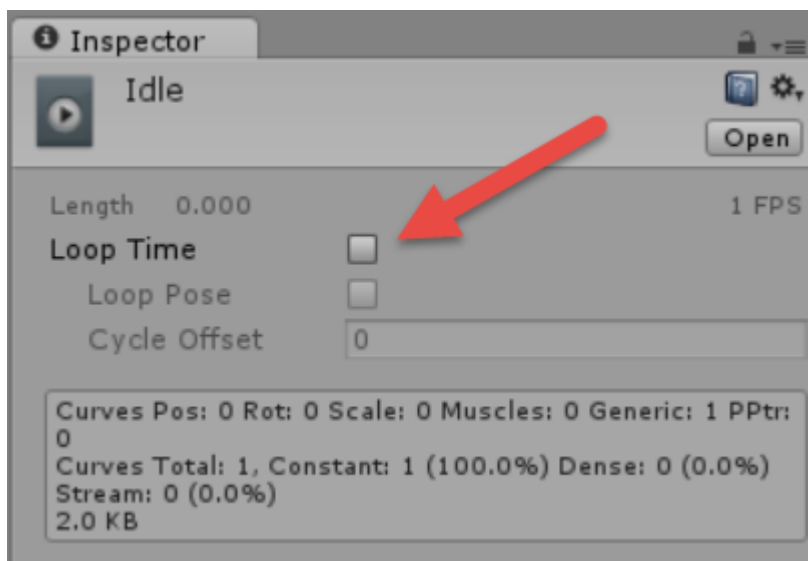 Inspector
Idle
Open
Length 0.000 1 FPS
Loop Time
Loop Pose
Cycle Offset 0
Curves Pos: 0 Rot: 0 Scale: 0 Muscles: 0 Generic: 1 PPtr:
0
Curves Total: 1, Constant: 1 (100.0%) Dense: 0 (0.0%)
Stream: 0 (0.0%)
2.0 KB